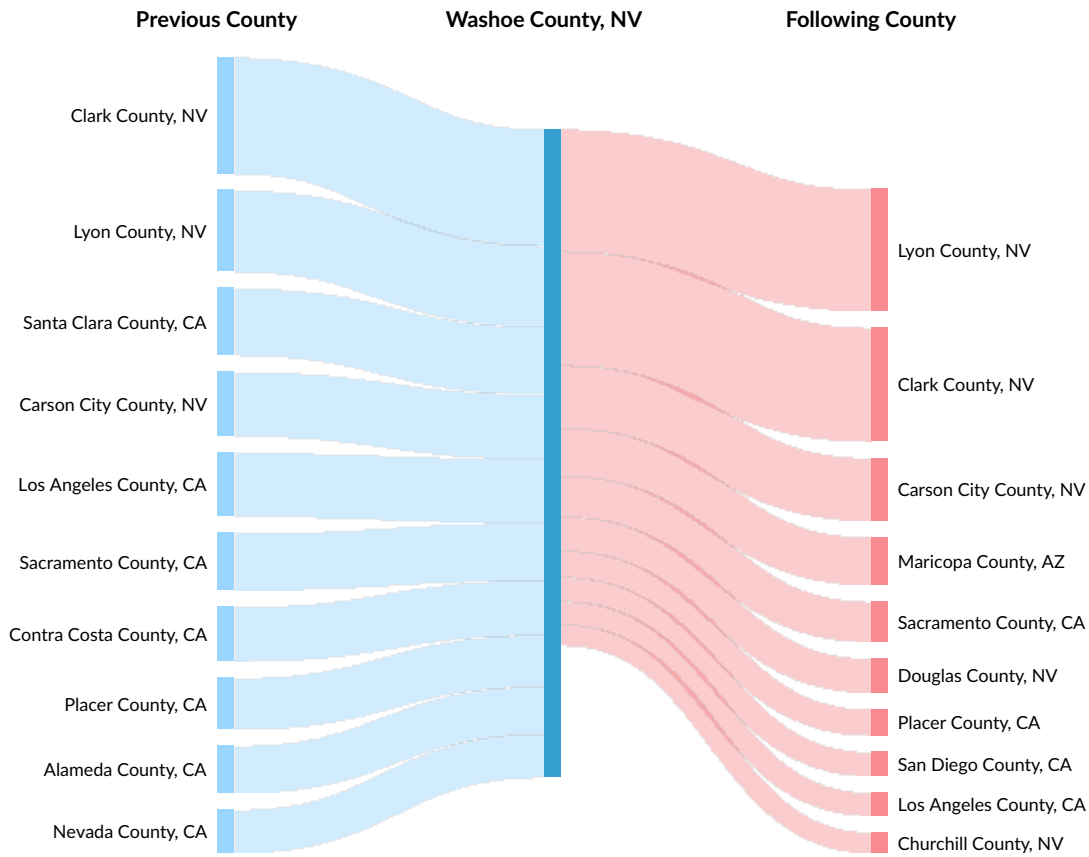 Previous County
Washoe County, NV
Following County
Clark County, NV
Lyon County, NV
Santa Clara County, CA
Carson City County, NV
Los Angeles County, CA
Sacramento County, CA
Contra Costa County, CA
Placer County, CA
Alameda County, CA
Nevada County, CA
Lyon County, NV
Clark County, NV
Carson City County, NV
Maricopa County, AZ
Sacramento County, CA
Douglas County, NV
Placer County, CA
San Diego County, CA
Los Angeles County, CA
Churchill County, NV